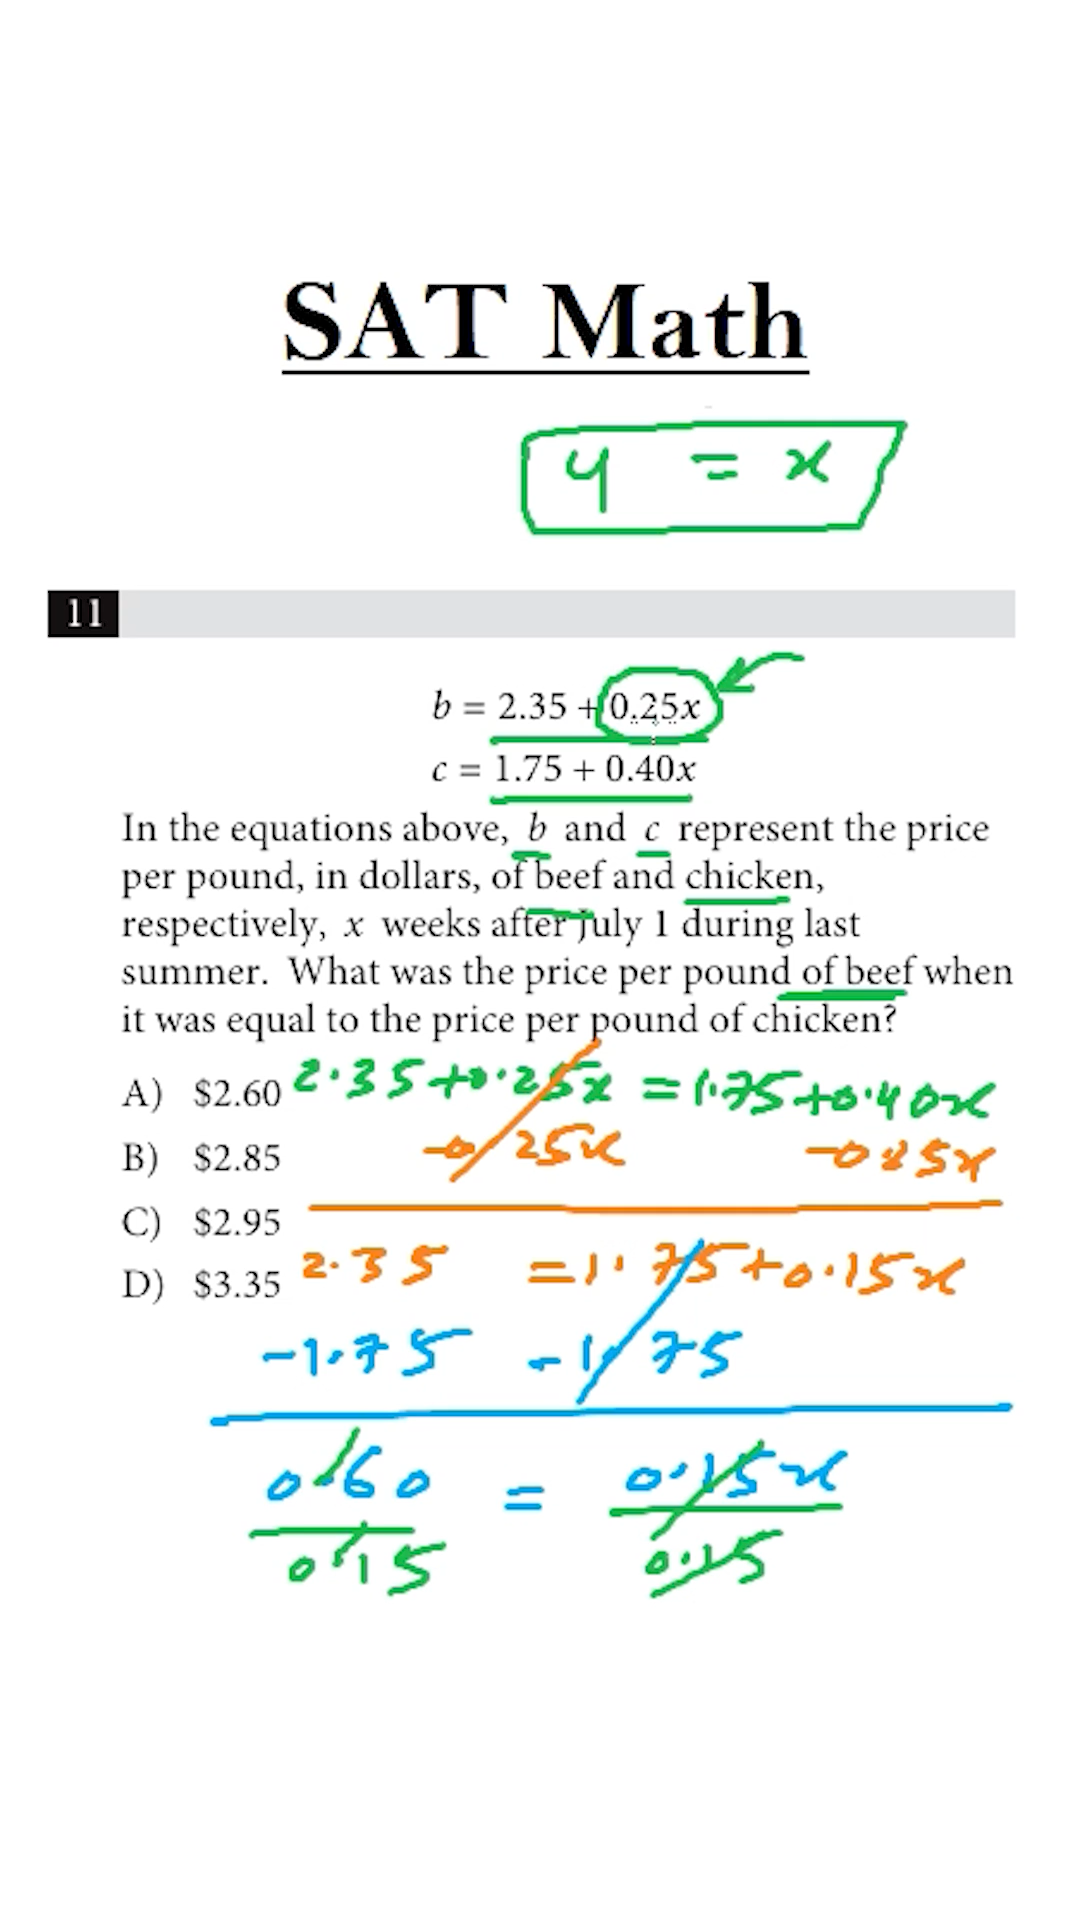 SAT Math
4 = x
11
b = 2.35 + 0.25x
c = 1.75 + 0.40x
In the equations above, b and c represent the price
per pound, in dollars, of beef and chicken,
respectively, x weeks after July 1 during last
summer. What was the price per pound of beef when
it was equal to the price per pound of chicken?
A) $2.60 2.35+0.25x = 1.75+0.40x
B) $2.85 -0.25x -0.25x
C) $2.95
D) $3.35 2.35 = 1.75+0.15x
-1.75 -1.75
0.60 = 0.15x
0.15 0.15